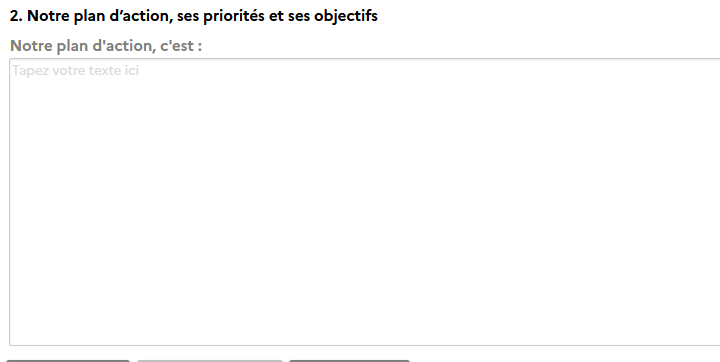 2. Notre plan d’action, ses priorités et ses objectifs
Notre plan d'action, c'est :
Tapez votre texte ici